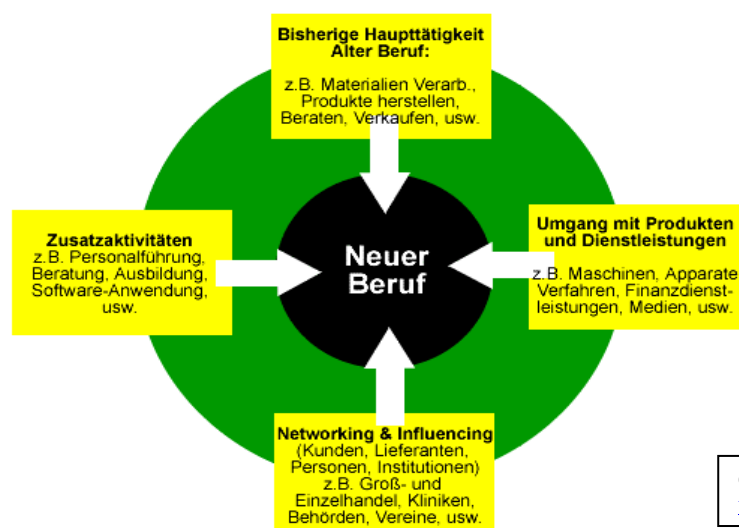 Bisherige Haupttätigkeit
Alter Beruf:
z.B. Materialien Verarb.,
Produkte herstellen,
Beraten, Verkaufen, usw.
Zusatzaktivitäten
z.B. Personalführung,
Beratung, Ausbildung,
Software-Anwendung,
usw.
Neuer
Beruf
Umgang mit Produkten
und Dienstleistungen
z.B. Maschinen, Apparate
Verfahren, Finanzdienst-
leistungen, Medien, usw.
Networking & Influencing
(Kunden, Lieferanten,
Personen, Institutionen)
z.B. Groß- und
Einzelhandel, Kliniken,
Behörden, Vereine, usw.